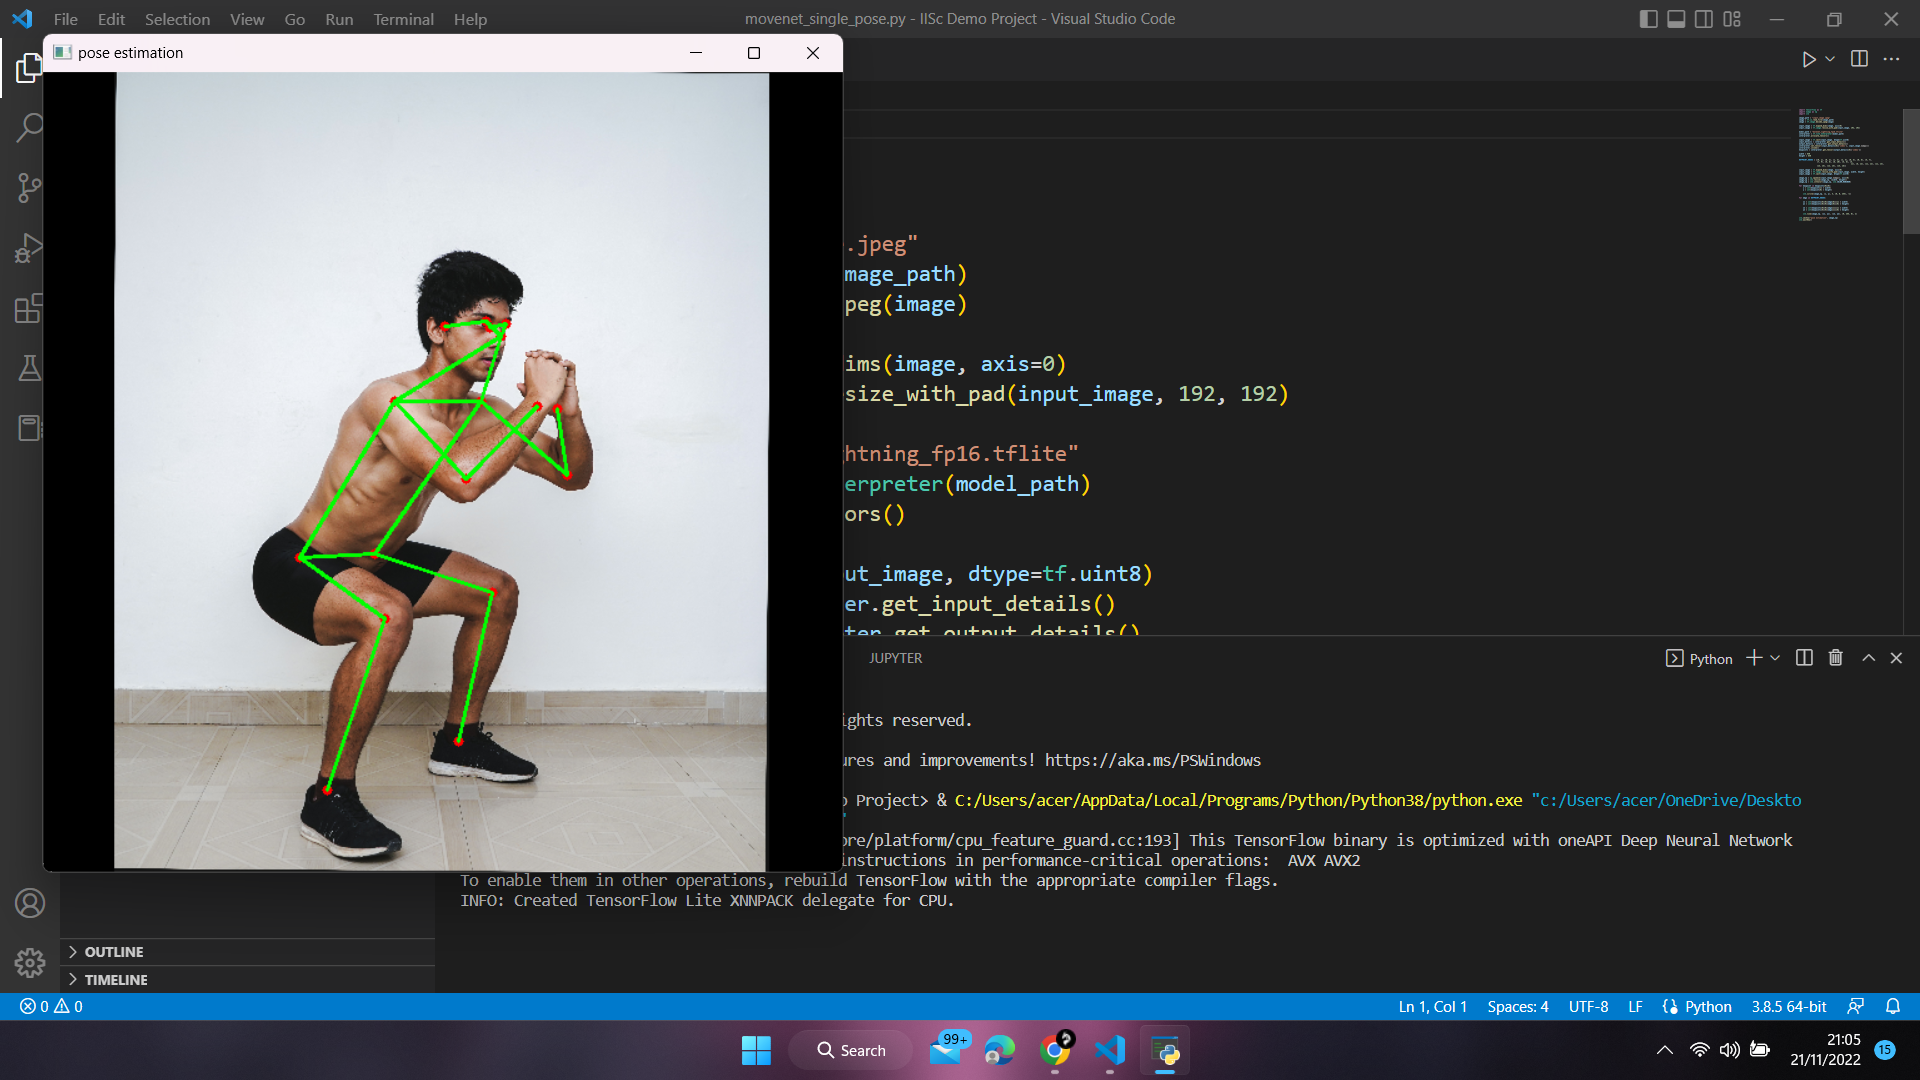 File Edit Selection View Go Run Terminal Help
movenet_single_pose.py - IISc Demo Project - Visual Studio Code
pose estimation
.jpeg"
mage_path)
peg(image)
ims(image, axis=0)
size_with_pad(input_image, 192, 192)
htning_fp16.tflite"
erpreter(model_path)
ors()
ut_image, dtype=tf.uint8)
er.get_input_details()
ter.get_output_details()
JUPYTER
Python
ights reserved.
ures and improvements! https://aka.ms/PSWindows
o Project> & C:/Users/acer/AppData/Local/Programs/Python/Python38/python.exe "c:/Users/acer/OneDrive/Deskto
"
ore/platform/cpu_feature_guard.cc:193] This TensorFlow binary is optimized with oneAPI Deep Neural Network
instructions in performance-critical operations:  AVX AVX2
To enable them in other operations, rebuild TensorFlow with the appropriate compiler flags.
INFO: Created TensorFlow Lite XNNPACK delegate for CPU.
OUTLINE
TIMELINE
0 0
Ln 1, Col 1 Spaces: 4 UTF-8 LF Python 3.8.5 64-bit
Search
99+
21:05
21/11/2022
15